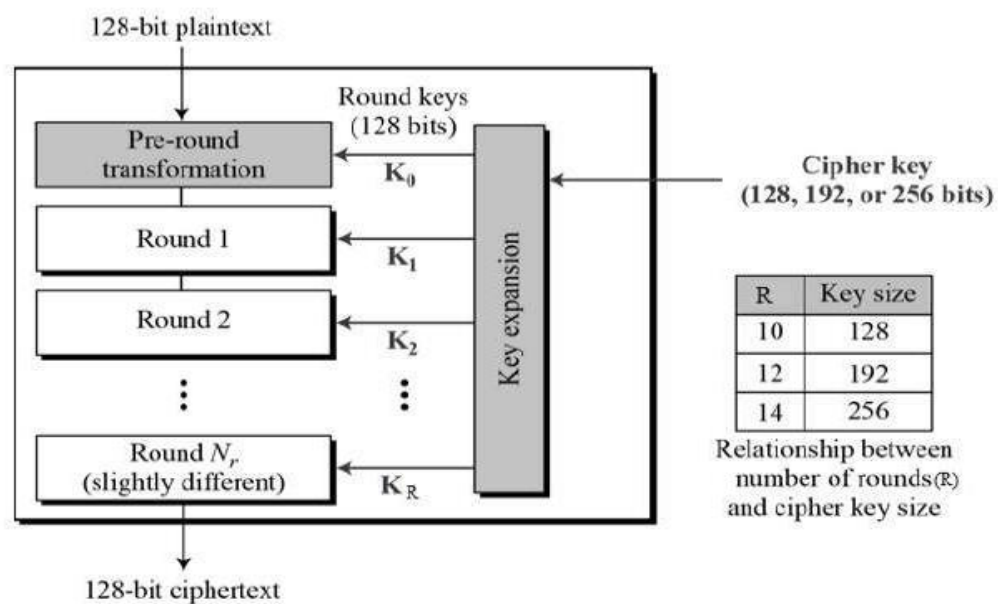 128-bit plaintext
Round keys
(128 bits)
Pre-round
transformation
K₀
Cipher key
(128, 192, or 256 bits)
Round 1
K₁
Round 2
K₂
Key expansion
R Key size
10 128
12 192
14 256
Round Nᵣ
(slightly different)
K_R
Relationship between
number of rounds(R)
and cipher key size
128-bit ciphertext